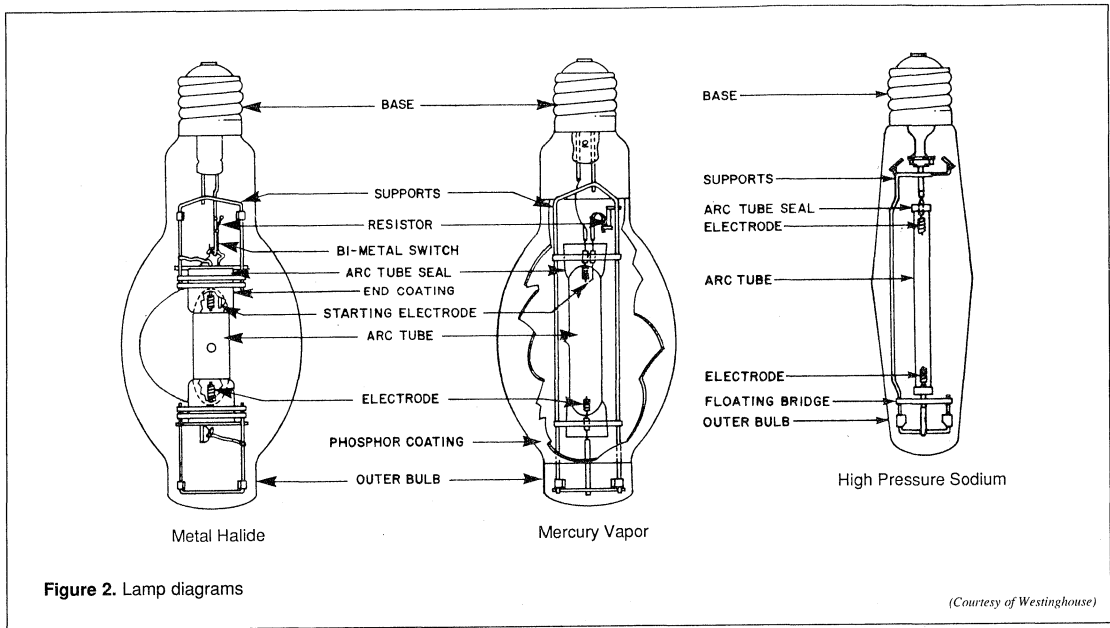 BASE
SUPPORTS
RESISTOR
BI-METAL SWITCH
ARC TUBE SEAL
END COATING
STARTING ELECTRODE
ARC TUBE
ELECTRODE
PHOSPHOR COATING
OUTER BULB
Metal Halide
Mercury Vapor
BASE
SUPPORTS
ARC TUBE SEAL
ELECTRODE
ARC TUBE
ELECTRODE
FLOATING BRIDGE
OUTER BULB
High Pressure Sodium
Figure 2. Lamp diagrams
(Courtesy of Westinghouse)